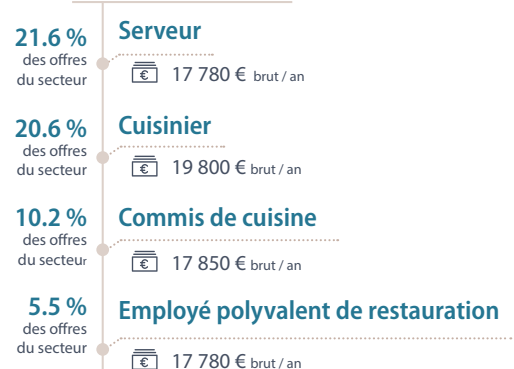 21.6 %
des offres
du secteur
Serveur
17 780 € brut / an
20.6 %
des offres
du secteur
Cuisinier
19 800 € brut / an
10.2 %
des offres
du secteur
Commis de cuisine
17 850 € brut / an
5.5 %
des offres
du secteur
Employé polyvalent de restauration
17 780 € brut / an